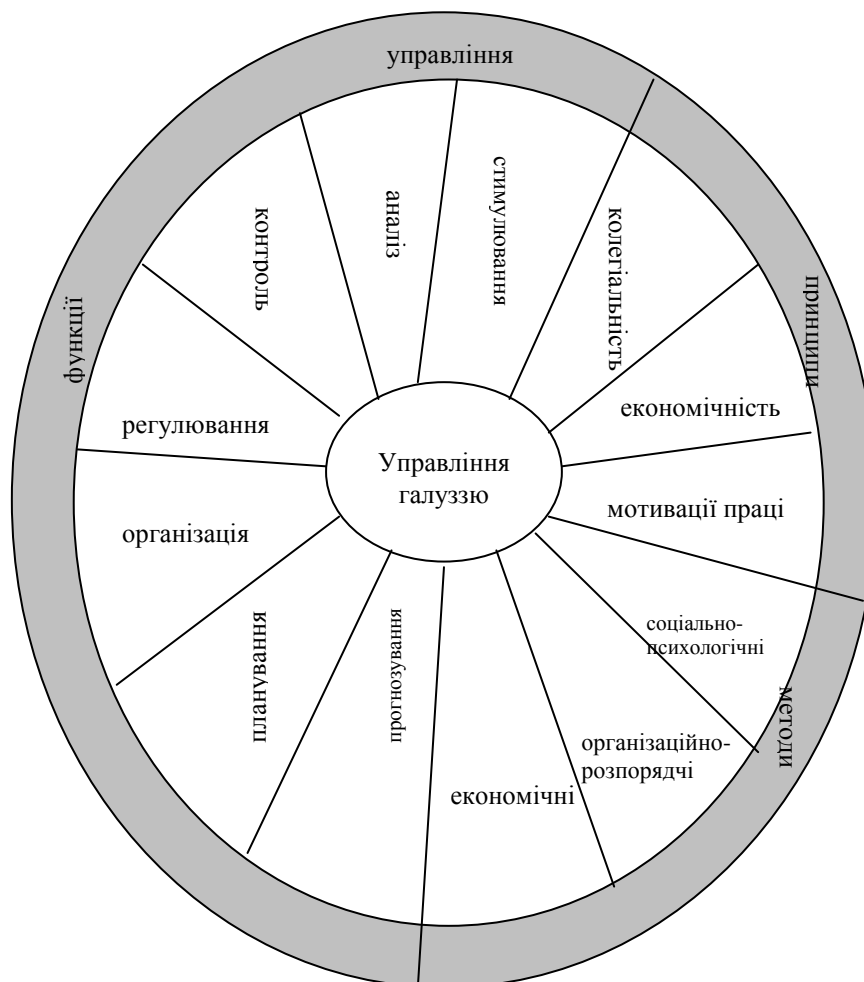 управління
стимулювання
аналіз
контроль
колегіальність
принципи
функції
економічність
регулювання
Управління
галуззю
мотивації праці
організація
соціально-
психологічні
прогнозування
планування
методи
організаційно-
розпорядчі
економічні